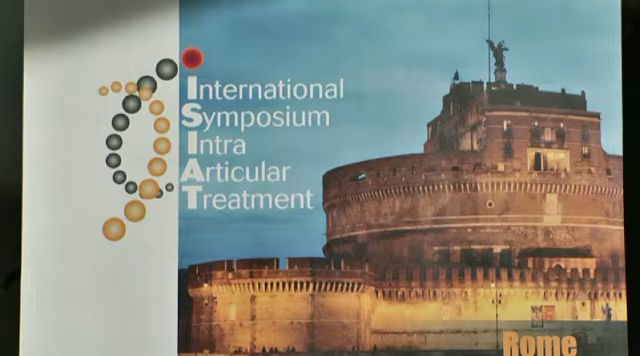 International
Symposium
Intra
Articular
Treatment
Rome